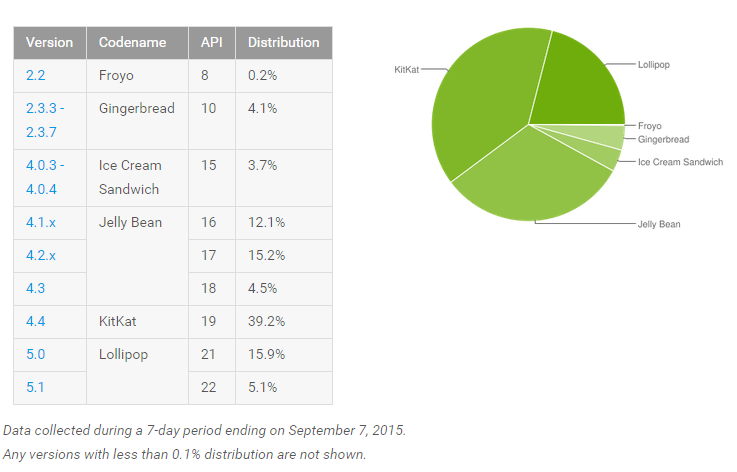 Version Codename API Distribution
2.2 Froyo 8 0.2%
2.3.3 - Gingerbread 10 4.1%
2.3.7
4.0.3 - Ice Cream 15 3.7%
4.0.4 Sandwich
4.1.x Jelly Bean 16 12.1%
4.2.x 17 15.2%
4.3 18 4.5%
4.4 KitKat 19 39.2%
5.0 Lollipop 21 15.9%
5.1 22 5.1%
KitKat
Lollipop
Froyo
Gingerbread
Ice Cream Sandwich
Jelly Bean
Data collected during a 7-day period ending on September 7, 2015.
Any versions with less than 0.1% distribution are not shown.